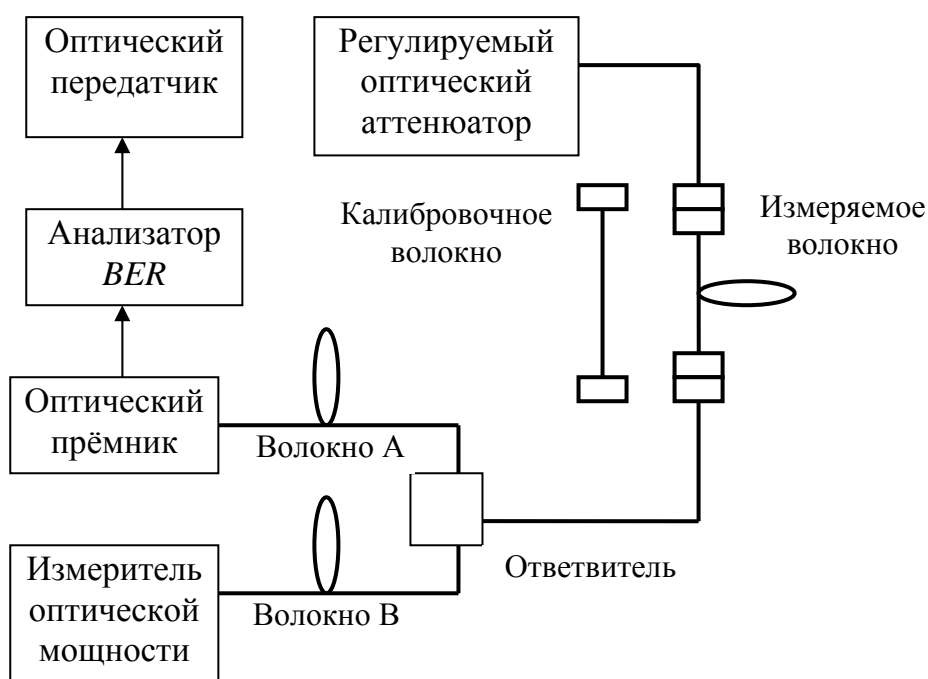 Оптический
передатчик
Регулируемый
оптический
аттенюатор
Анализатор
BER
Калибровочное
волокно
Измеряемое
волокно
Оптический
прёмник
Волокно А
Измеритель
оптической
мощности
Волокно В
Ответвитель